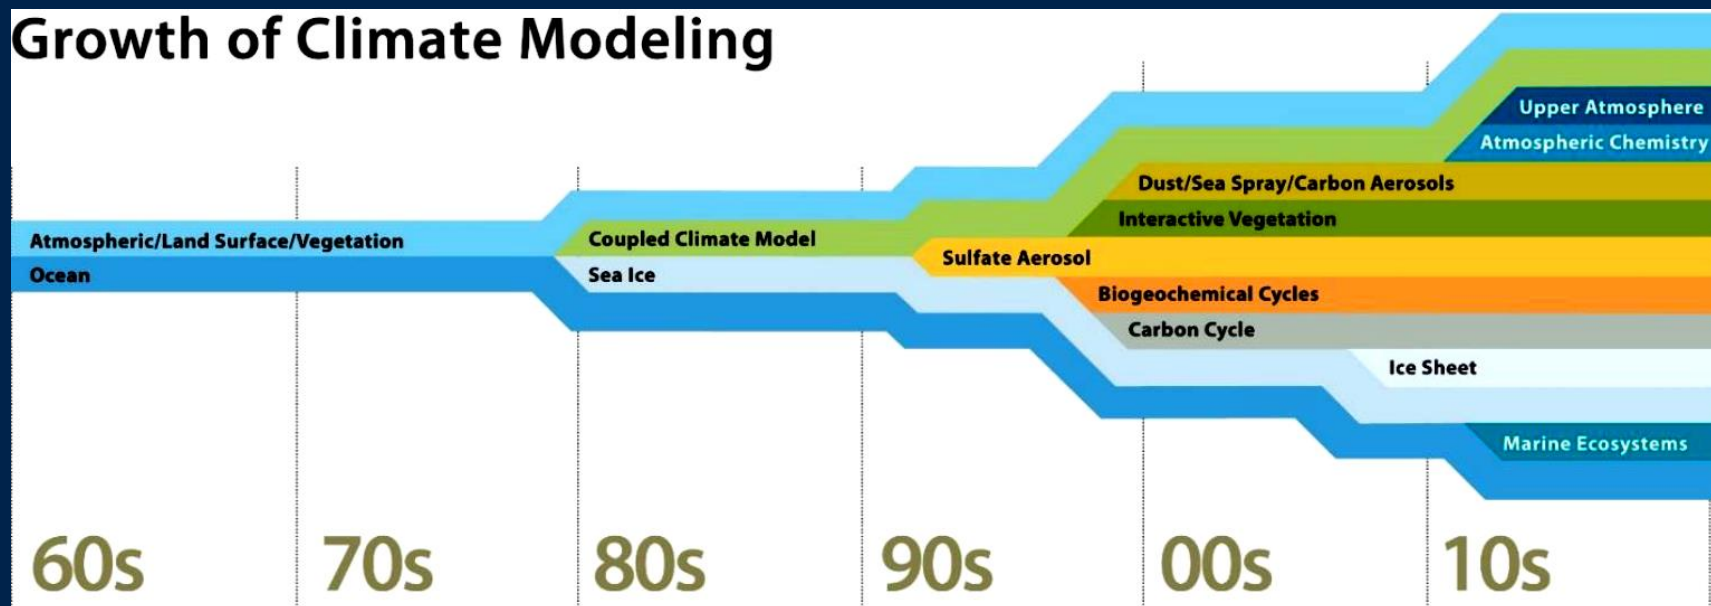 Growth of Climate Modeling
Upper Atmosphere
Atmospheric Chemistry
Dust/Sea Spray/Carbon Aerosols
Interactive Vegetation
Atmospheric/Land Surface/Vegetation
Coupled Climate Model
Sulfate Aerosol
Ocean
Sea Ice
Biogeochemical Cycles
Carbon Cycle
Ice Sheet
Marine Ecosystems
60s 70s 80s 90s 00s 10s